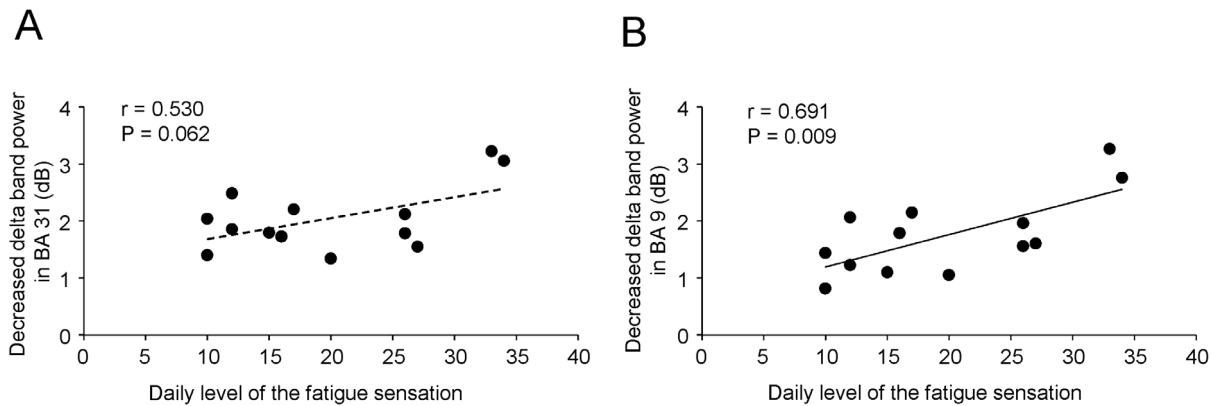 A
r = 0.530
P = 0.062
Decreased delta band power
in BA 31 (dB)
4
3
2
1
0
0 5 10 15 20 25 30 35 40
Daily level of the fatigue sensation
B
r = 0.691
P = 0.009
Decreased delta band power
in BA 9 (dB)
4
3
2
1
0
0 5 10 15 20 25 30 35 40
Daily level of the fatigue sensation